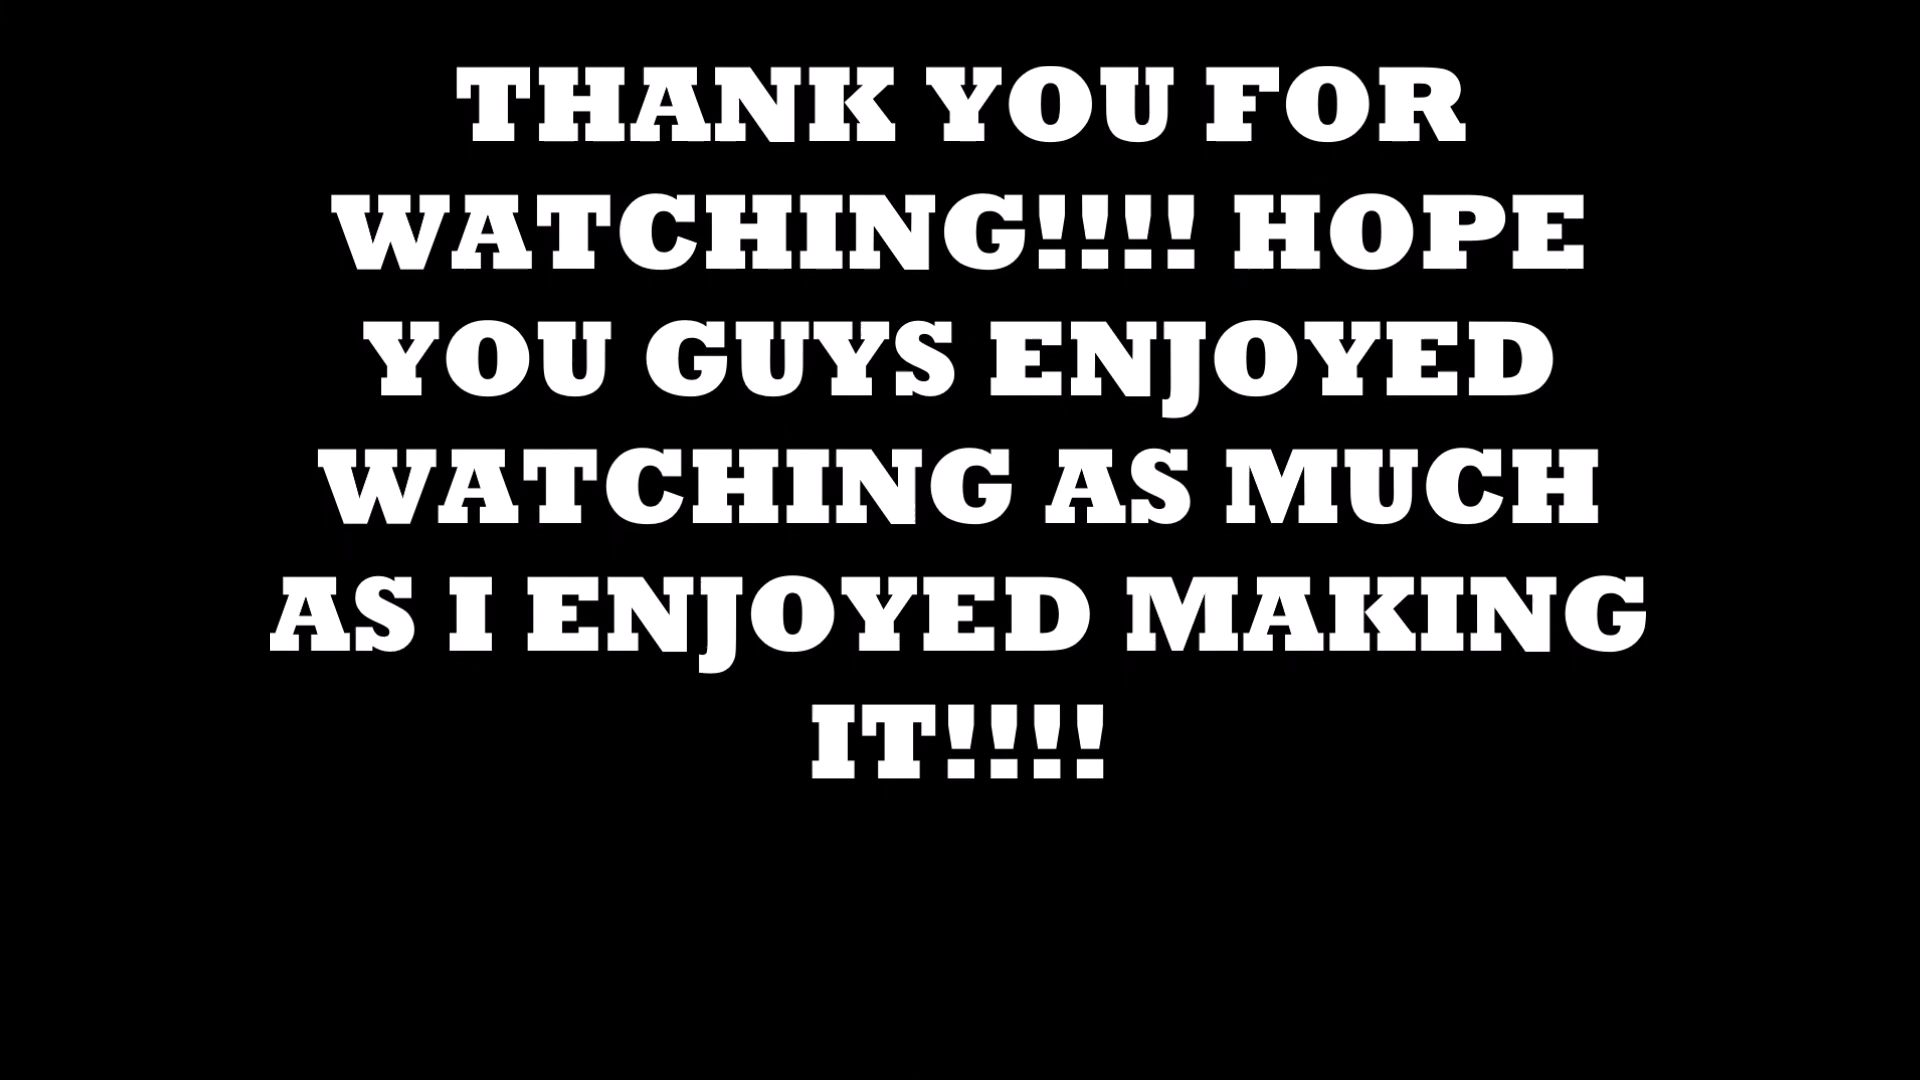 THANK YOU FOR
WATCHING!!!! HOPE
YOU GUYS ENJOYED
WATCHING AS MUCH
AS I ENJOYED MAKING
IT!!!!